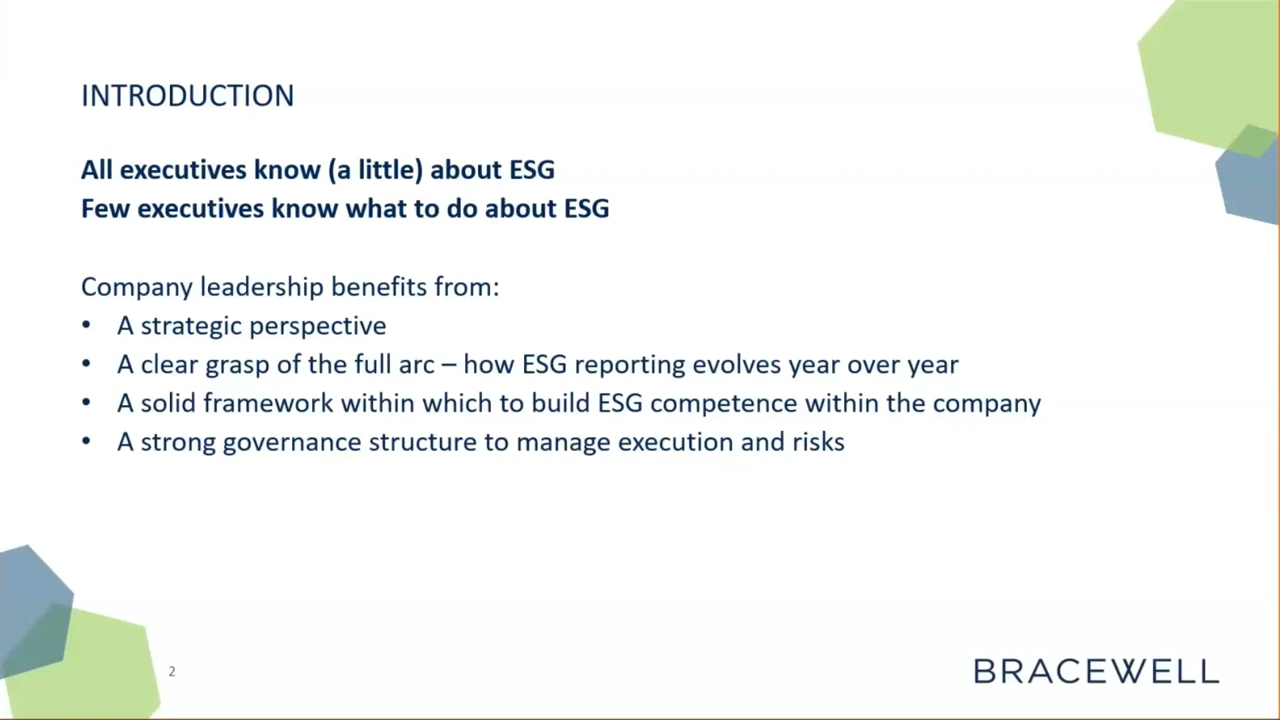 INTRODUCTION
All executives know (a little) about ESG
Few executives know what to do about ESG
Company leadership benefits from:
• A strategic perspective
• A clear grasp of the full arc – how ESG reporting evolves year over year
• A solid framework within which to build ESG competence within the company
• A strong governance structure to manage execution and risks
2
BRACEWELL